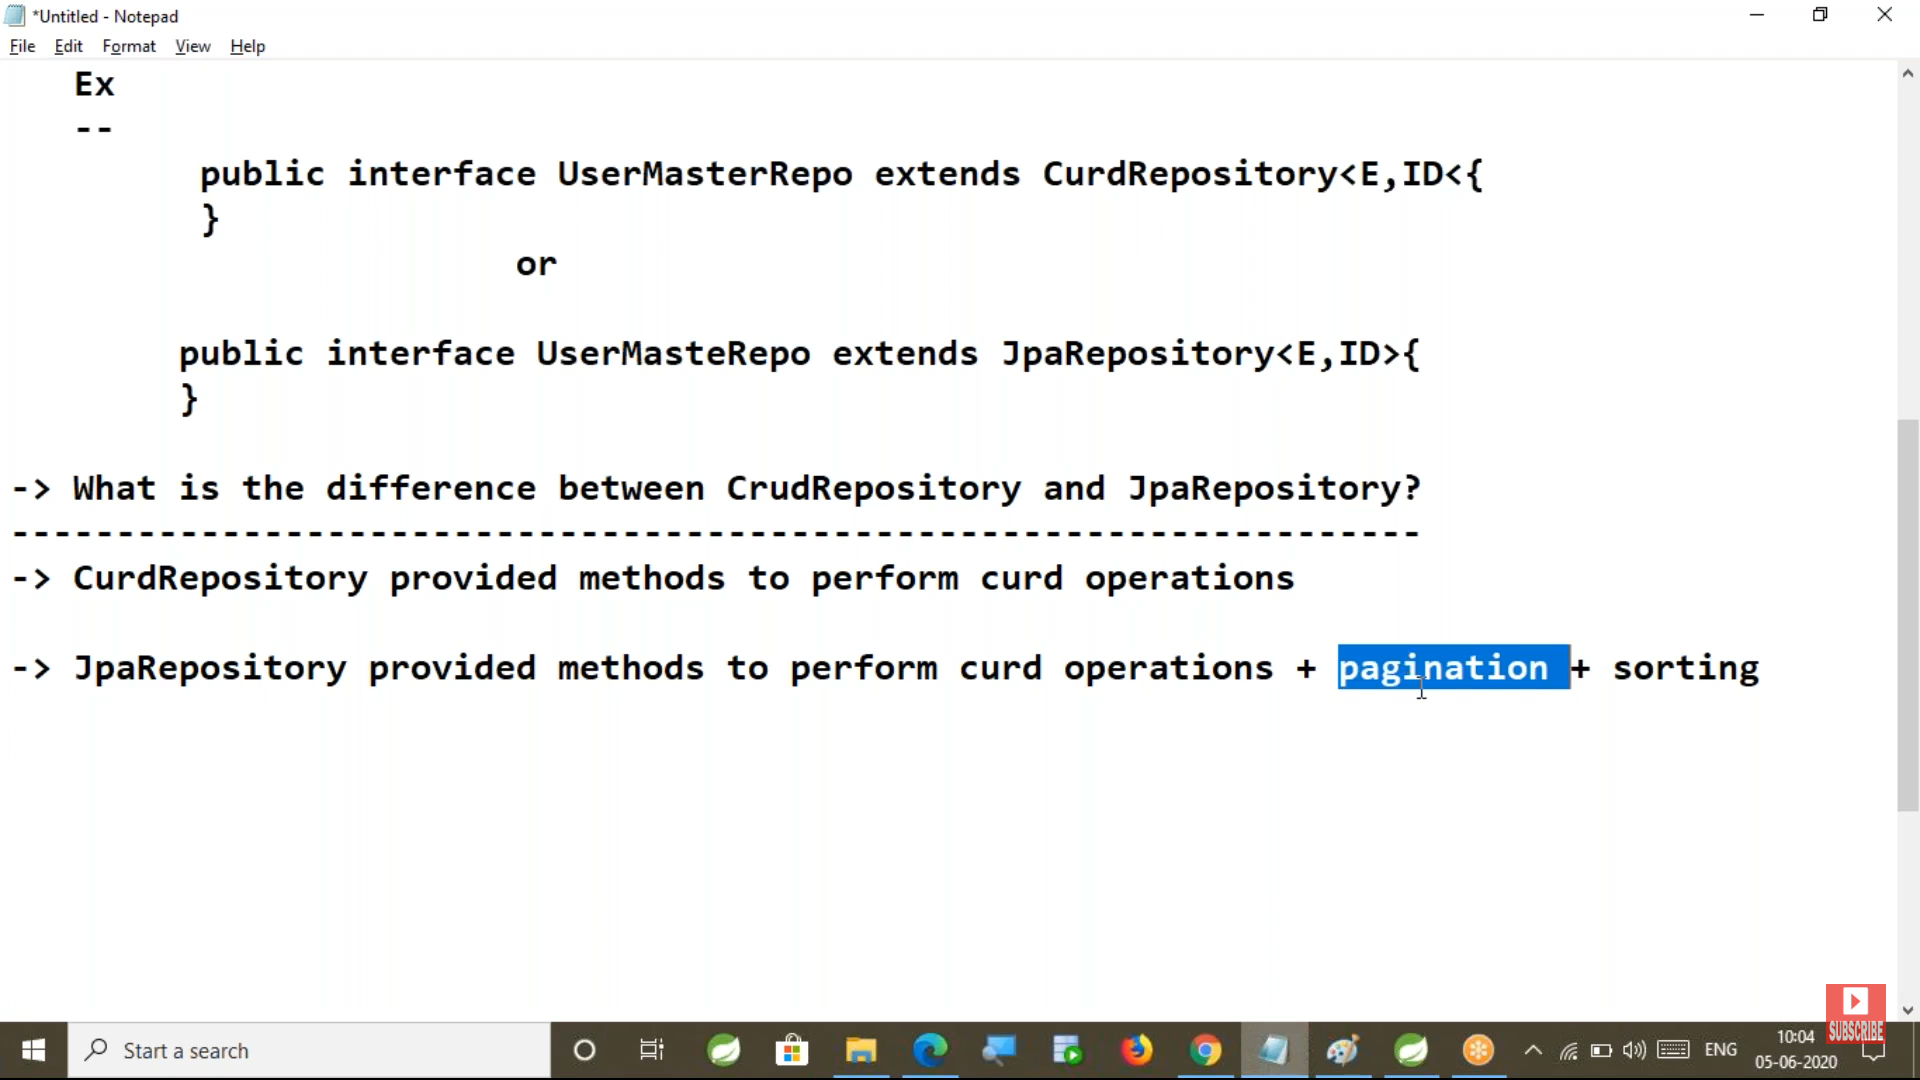 *Untitled - Notepad
File Edit Format View Help
Ex
--
public interface UserMasterRepo extends CurdRepository<E,ID<{
}
or
public interface UserMasteRepo extends JpaRepository<E,ID>{
}
-> What is the difference between CrudRepository and JpaRepository?
-------------------------------------------------------------------
-> CurdRepository provided methods to perform curd operations
-> JpaRepository provided methods to perform curd operations + pagination + sorting
SUBSCRIBE
Start a search
ENG
10:04
05-06-2020